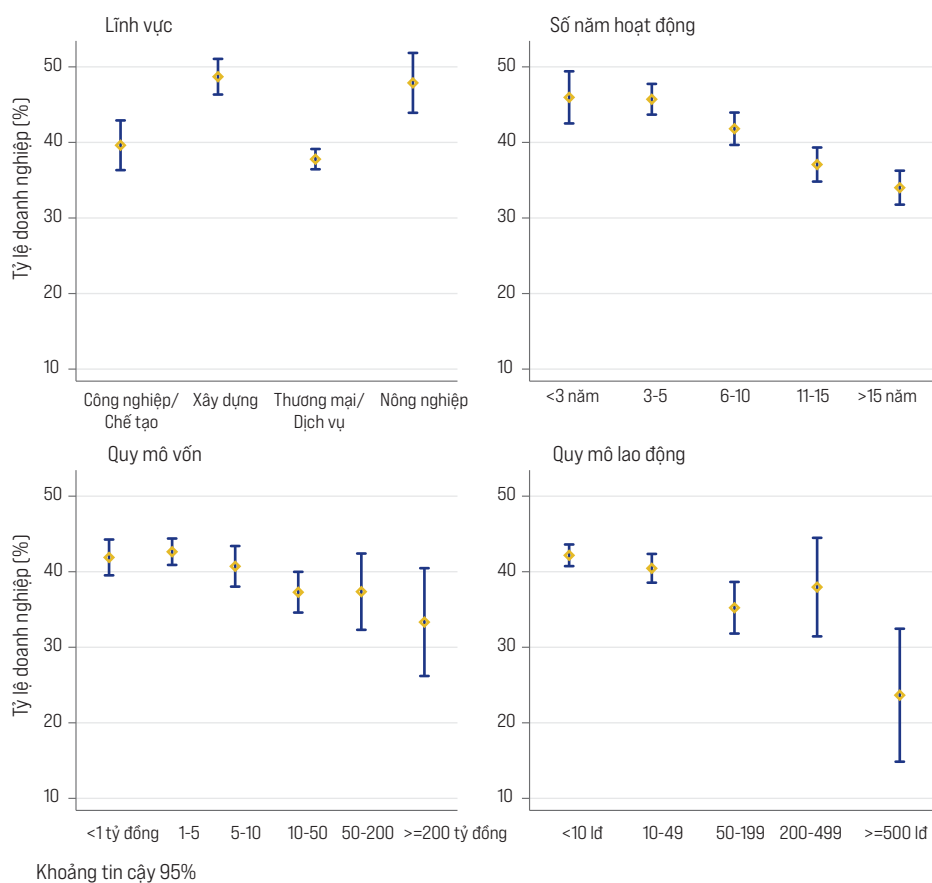 Lĩnh vực
Tỷ lệ doanh nghiệp (%)
50
40
30
20
10
Công nghiệp/
Chế tạo
Xây dựng
Thương mại/
Dịch vụ
Nông nghiệp
Số năm hoạt động
50
40
30
20
10
<3 năm
3-5
6-10
11-15
>15 năm
Quy mô vốn
Tỷ lệ doanh nghiệp (%)
50
40
30
20
10
<1 tỷ đồng
1-5
5-10
10-50
50-200
>=200 tỷ đồng
Quy mô lao động
50
40
30
20
10
<10 lđ
10-49
50-199
200-499
>=500 lđ
Khoảng tin cậy 95%